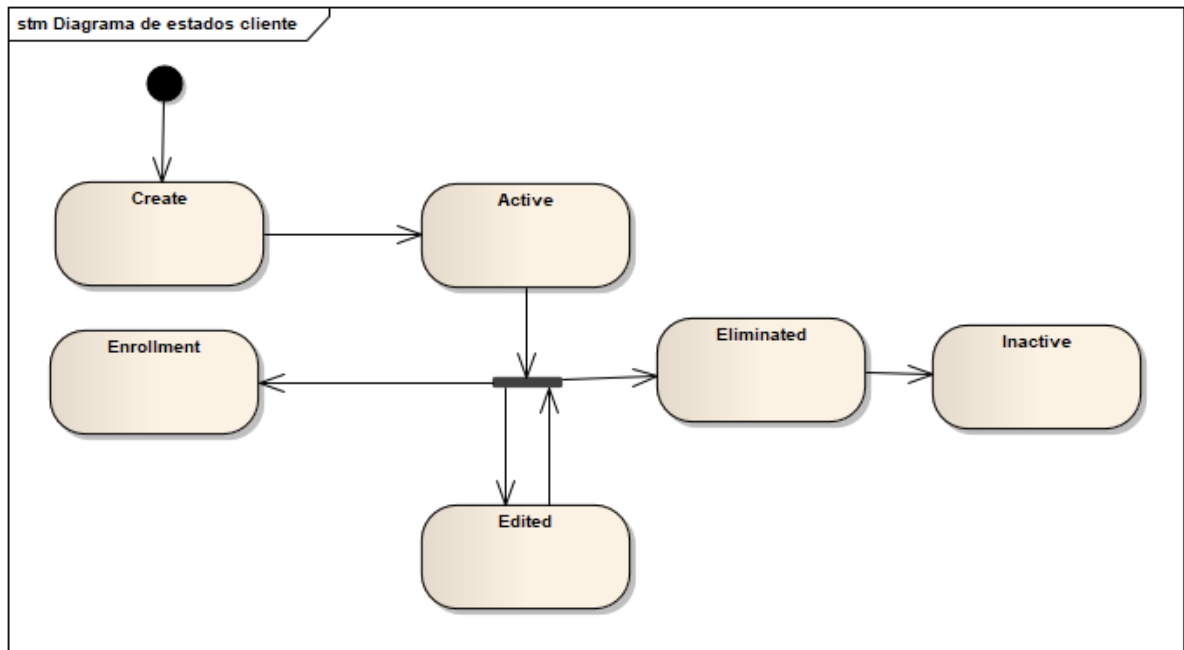 stm Diagrama de estados cliente
Create
Active
Enrollment
Eliminated
Inactive
Edited